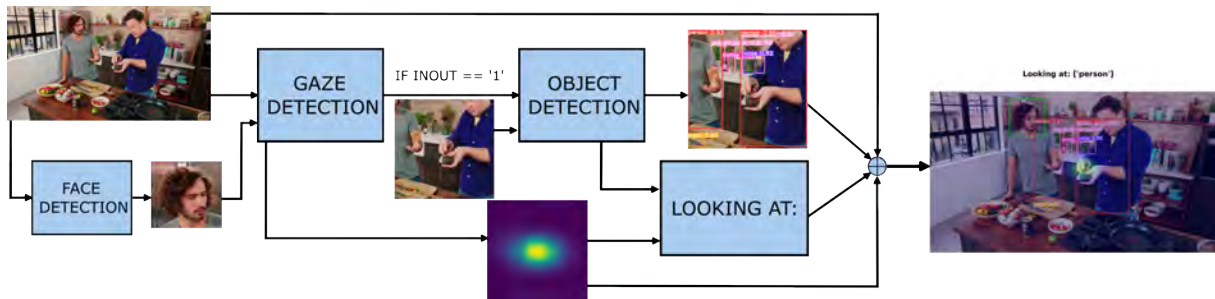 GAZE
DETECTION
IF INOUT == '1'
OBJECT
DETECTION
Looking at: ['person']
FACE
DETECTION
LOOKING AT: